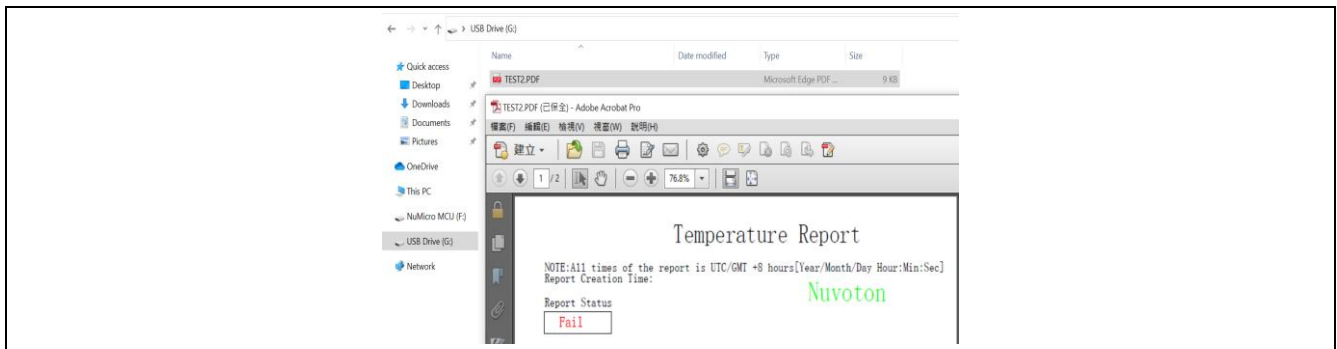 USB Drive (G:)
Name
Date modified
Type
Size
Quick access
Desktop
Downloads
Documents
Pictures
OneDrive
This PC
NuMicro MCU (F:)
USB Drive (G:)
Network
TEST2.PDF
Microsoft Edge PDF ...
9 KB
TEST2.PDF (已保全) - Adobe Acrobat Pro
檔案(F) 編輯(E) 檢視(V) 視窗(W) 說明(H)
建立
1 / 2
76.8%
Temperature Report
NOTE:All times of the report is UTC/GMT +8 hours[Year/Month/Day Hour:Min:Sec]
Report Creation Time:
Nuvoton
Report Status
Fail